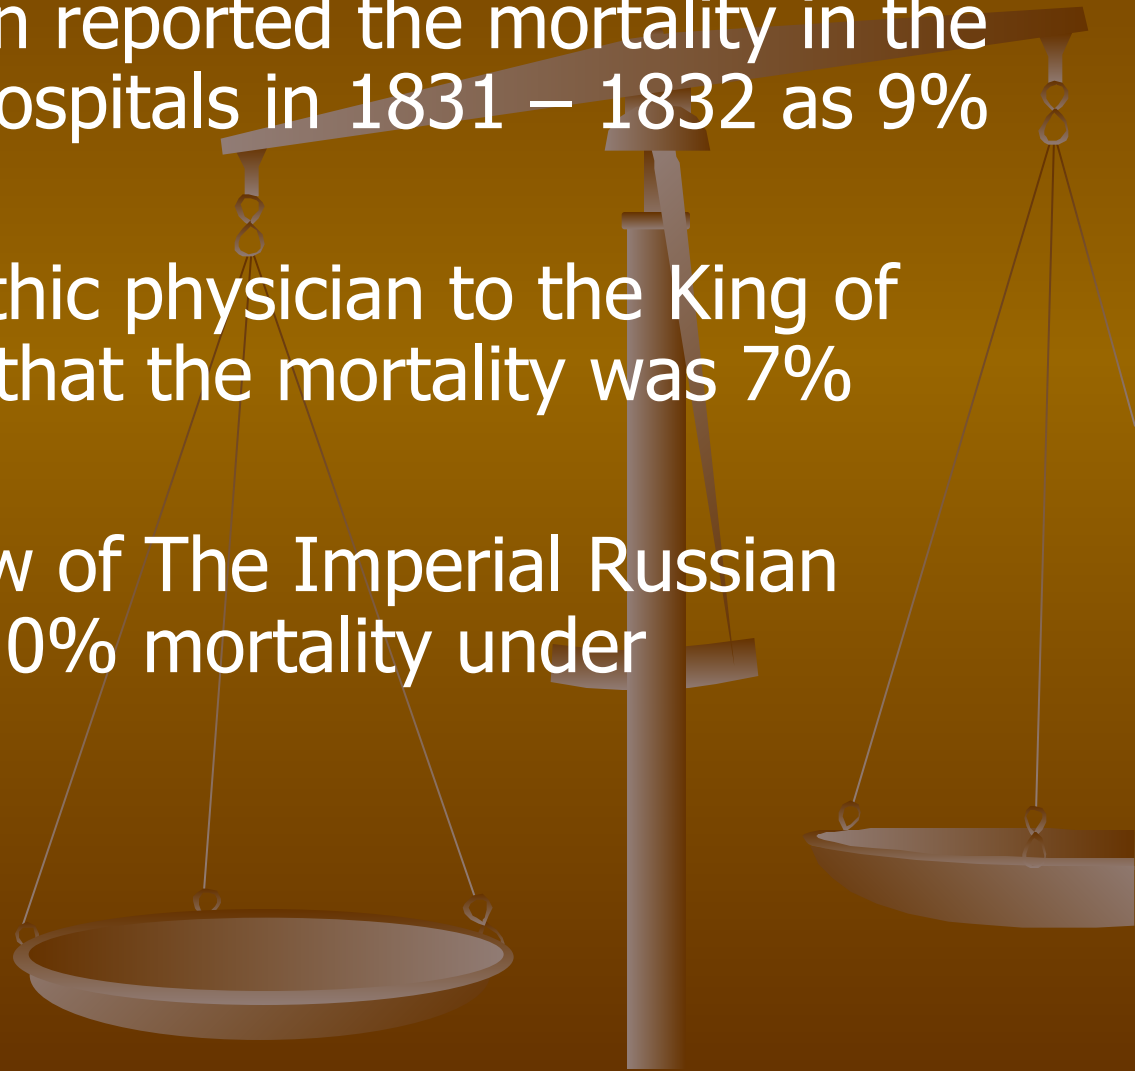 n reported the mortality in the
ospitals in 1831 – 1832 as 9%
thic physician to the King of
that the mortality was 7%
w of The Imperial Russian
0% mortality under